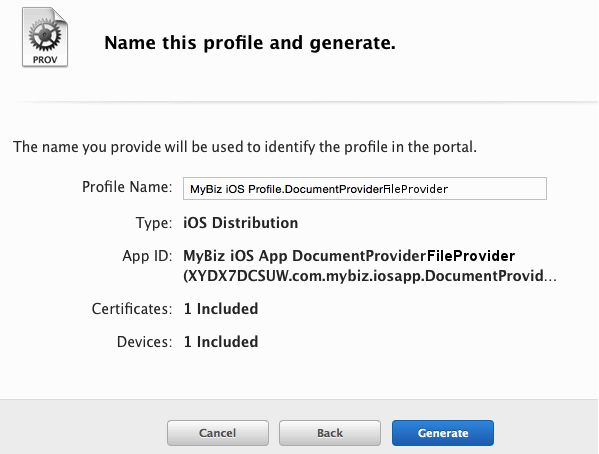 PROV
Name this profile and generate.
The name you provide will be used to identify the profile in the portal.
Profile Name: MyBiz iOS Profile.DocumentProviderFileProvider
Type: iOS Distribution
App ID: MyBiz iOS App DocumentProviderFileProvider
(XYDX7DCSUW.com.mybiz.iosapp.DocumentProvid...
Certificates: 1 Included
Devices: 1 Included
Cancel Back Generate